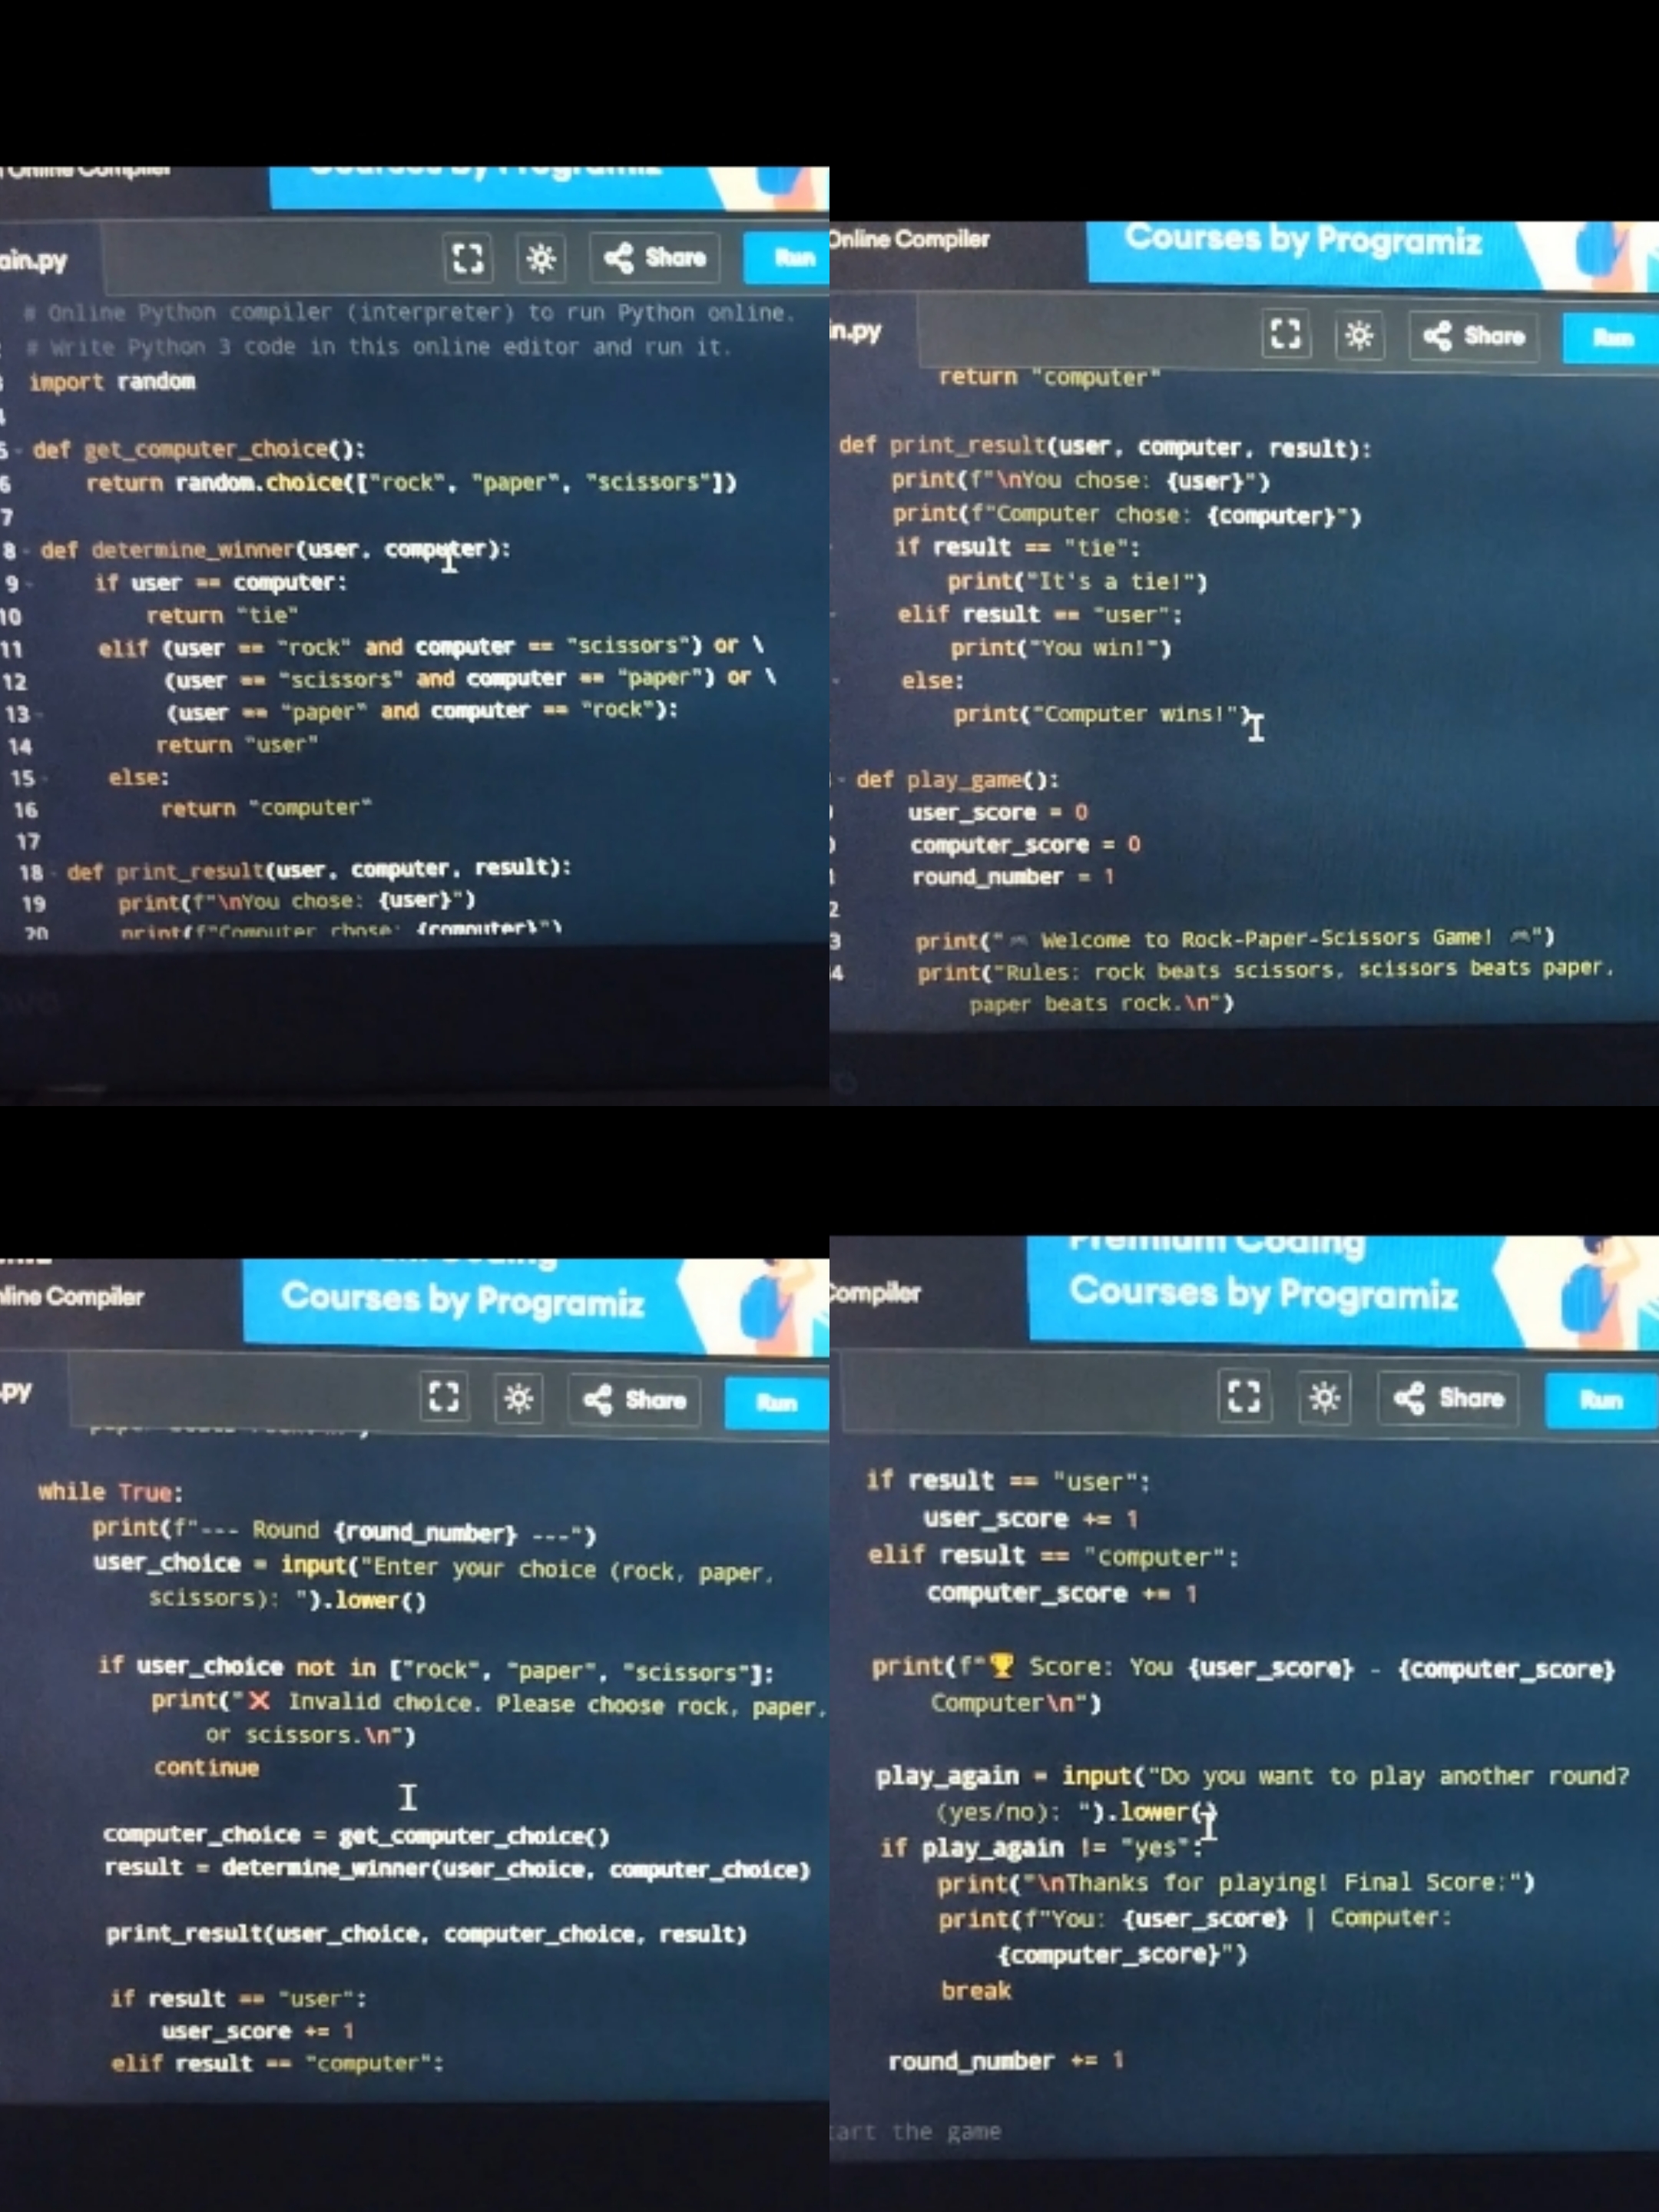 Online Compiler
Courses by Programiz
ain.py
Share
Run
# Online Python compiler (interpreter) to run Python online.
# Write Python 3 code in this online editor and run it.
import random
5 def get_computer_choice():
6 return random.choice(["rock", "paper", "scissors"])
7
8 def determine_winner(user, computer):
9 if user == computer:
10 return "tie"
11 elif (user == "rock" and computer == "scissors") or \
12 (user == "scissors" and computer == "paper") or \
13 (user == "paper" and computer == "rock"):
14 return "user"
15 else:
16 return "computer"
17
18 def print_result(user, computer, result):
19 print(f"\nYou chose: {user}")
20 print(f"Computer chose: {computer}")
Online Compiler
Courses by Programiz
in.py
Share
Run
return "computer"
def print_result(user, computer, result):
print(f"\nYou chose: {user}")
print(f"Computer chose: {computer}")
if result == "tie":
print("It's a tie!")
elif result == "user":
print("You win!")
else:
print("Computer wins!")
def play_game():
user_score = 0
computer_score = 0
round_number = 1
2
3 print("🎮 Welcome to Rock-Paper-Scissors Game! 🎮")
4 print("Rules: rock beats scissors, scissors beats paper,
paper beats rock.\n")
nline Compiler
Courses by Programiz
.py
Share
Run
while True:
print(f"--- Round {round_number} ---")
user_choice = input("Enter your choice (rock, paper,
scissors): ").lower()
if user_choice not in ["rock", "paper", "scissors"]:
print("❌ Invalid choice. Please choose rock, paper,
or scissors.\n")
continue
computer_choice = get_computer_choice()
result = determine_winner(user_choice, computer_choice)
print_result(user_choice, computer_choice, result)
if result == "user":
user_score += 1
elif result == "computer":
Compiler
Premium Coding
Courses by Programiz
Share
Run
if result == "user":
user_score += 1
elif result == "computer":
computer_score += 1
print(f"🏆 Score: You {user_score} - {computer_score}
Computer\n")
play_again = input("Do you want to play another round?
(yes/no): ").lower()
if play_again != "yes":
print("\nThanks for playing! Final Score:")
print(f"You: {user_score} | Computer:
{computer_score}")
break
round_number += 1
tart the game